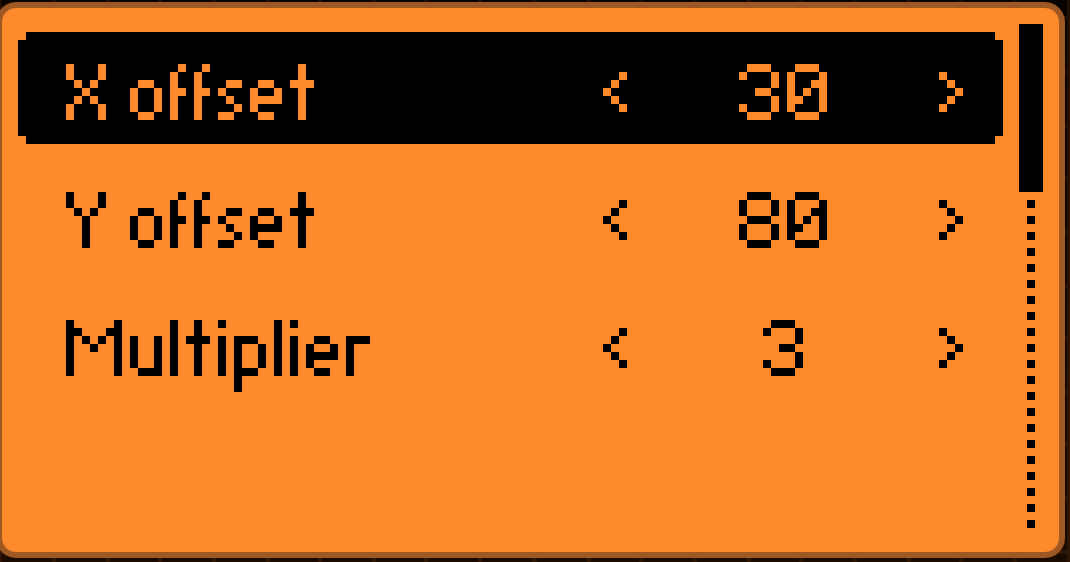 X offset < 30 >
Y offset < 80 >
Multiplier < 3 >